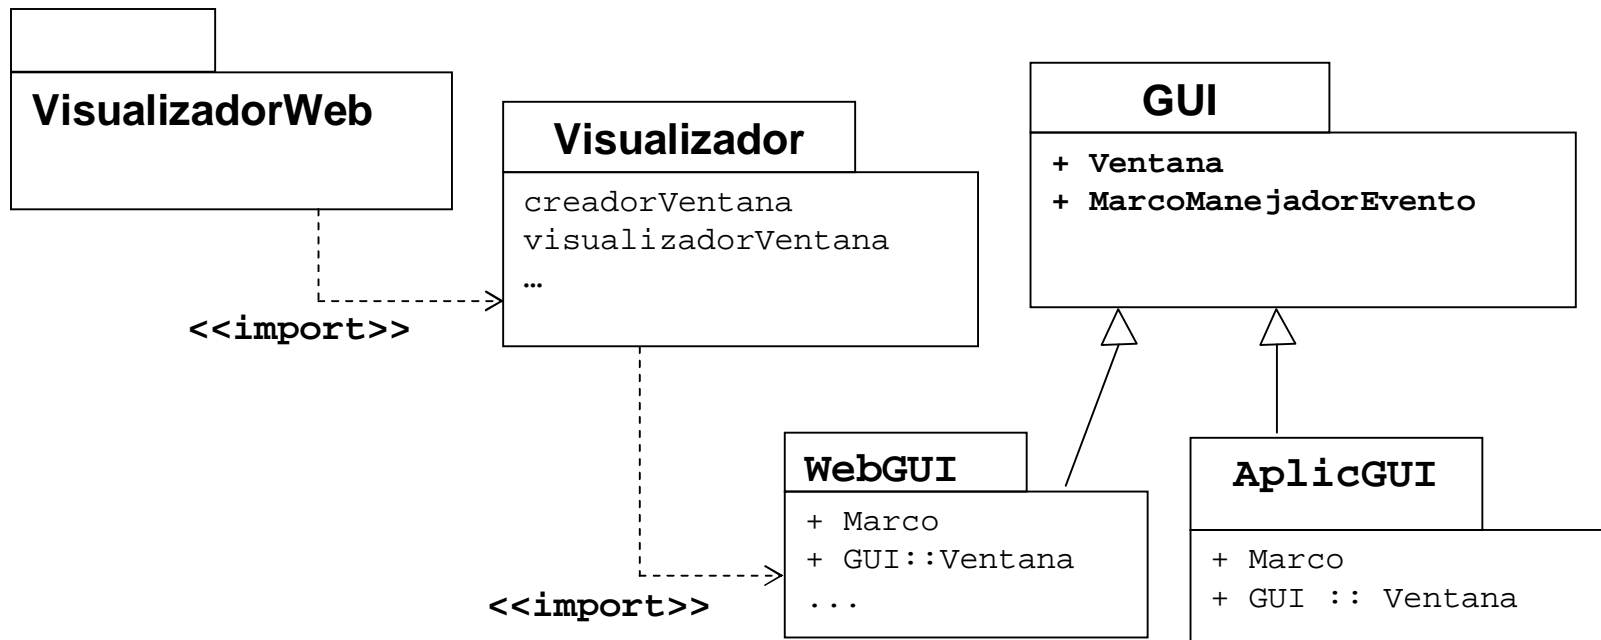 VisualizadorWeb
Visualizador
creadorVentana
visualizadorVentana
…
<<import>>
GUI
+ Ventana
+ MarcoManejadorEvento
WebGUI
+ Marco
+ GUI::Ventana
...
<<import>>
AplicGUI
+ Marco
+ GUI :: Ventana